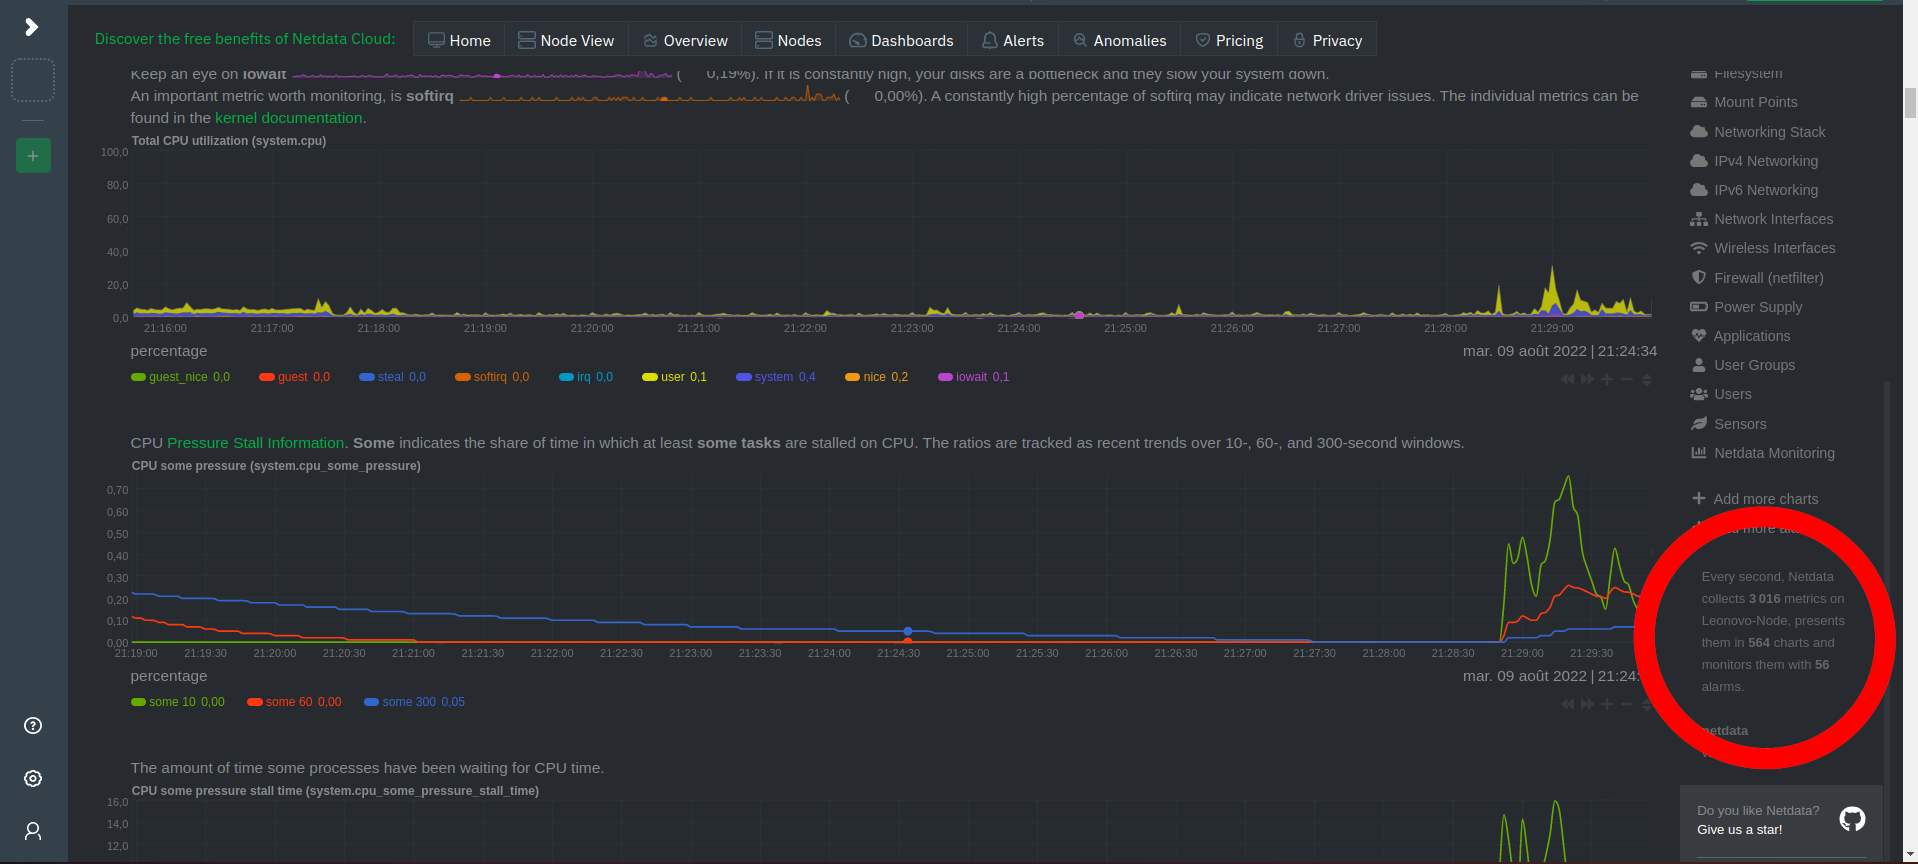 Discover the free benefits of Netdata Cloud:
Home
Node View
Overview
Nodes
Dashboards
Alerts
Anomalies
Pricing
Privacy
Keep an eye on iowait ( 0,19%). If it is constantly high, your disks are a bottleneck and they slow your system down.
An important metric worth monitoring, is softirq ( 0,00%). A constantly high percentage of softirq may indicate network driver issues. The individual metrics can be
found in the kernel documentation.
Total CPU utilization (system.cpu)
100,0
80,0
60,0
40,0
20,0
0,0
21:16:00 21:17:00 21:18:00 21:19:00 21:20:00 21:21:00 21:22:00 21:23:00 21:24:00 21:25:00 21:26:00 21:27:00 21:28:00 21:29:00
percentage
mar. 09 août 2022 | 21:24:34
guest_nice 0,0 guest 0,0 steal 0,0 softirq 0,0 irq 0,0 user 0,1 system 0,4 nice 0,2 iowait 0,1
CPU Pressure Stall Information. Some indicates the share of time in which at least some tasks are stalled on CPU. The ratios are tracked as recent trends over 10-, 60-, and 300-second windows.
CPU some pressure (system.cpu_some_pressure)
0,70
0,60
0,50
0,40
0,30
0,20
0,10
0,00
21:19:00 21:19:30 21:20:00 21:20:30 21:21:00 21:21:30 21:22:00 21:22:30 21:23:00 21:23:30 21:24:00 21:24:30 21:25:00 21:25:30 21:26:00 21:26:30 21:27:00 21:27:30 21:28:00 21:28:30 21:29:00 21:29:30
percentage
mar. 09 août 2022 | 21:24:
some 10 0,00 some 60 0,00 some 300 0,05
The amount of time some processes have been waiting for CPU time.
CPU some pressure stall time (system.cpu_some_pressure_stall_time)
16,0
14,0
12,0
Filesystem
Mount Points
Networking Stack
IPv4 Networking
IPv6 Networking
Network Interfaces
Wireless Interfaces
Firewall (netfilter)
Power Supply
Applications
User Groups
Users
Sensors
Netdata Monitoring
Add more charts
more
Every second, Netdata
collects 3 016 metrics on
Leonovo-Node, presents
them in 564 charts and
monitors them with 56
alarms.
netdata
Do you like Netdata?
Give us a star!